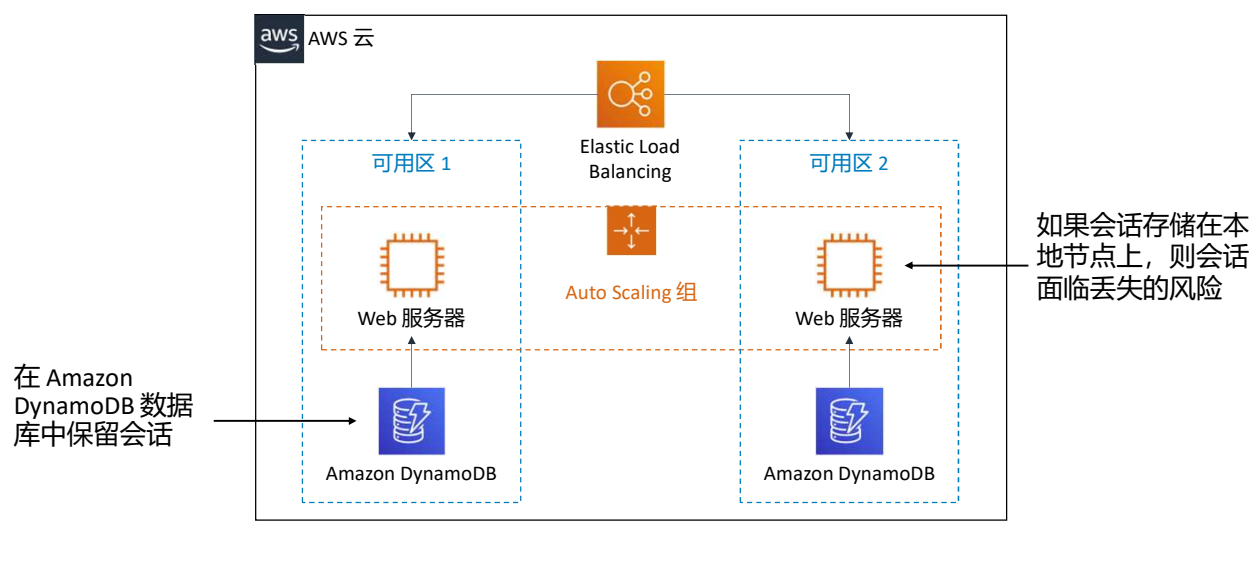 aws
AWS 云
Elastic Load
Balancing
可用区 1
可用区 2
Auto Scaling 组
Web 服务器
Web 服务器
如果会话存储在本
地节点上，则会话
面临丢失的风险
在 Amazon
DynamoDB 数据
库中保留会话
Amazon DynamoDB
Amazon DynamoDB